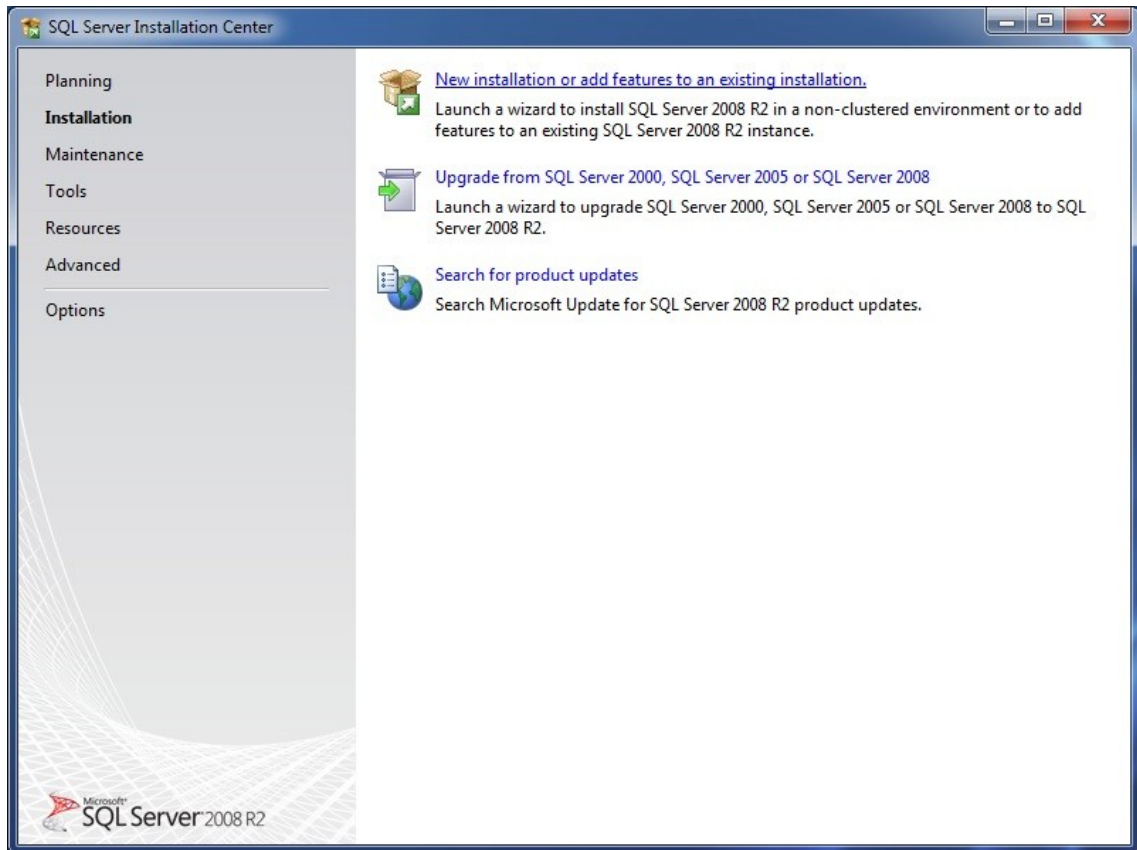 SQL Server Installation Center
Planning
Installation
Maintenance
Tools
Resources
Advanced
Options
New installation or add features to an existing installation.
Launch a wizard to install SQL Server 2008 R2 in a non-clustered environment or to add
features to an existing SQL Server 2008 R2 instance.
Upgrade from SQL Server 2000, SQL Server 2005 or SQL Server 2008
Launch a wizard to upgrade SQL Server 2000, SQL Server 2005 or SQL Server 2008 to SQL
Server 2008 R2.
Search for product updates
Search Microsoft Update for SQL Server 2008 R2 product updates.
Microsoft
SQL Server 2008 R2